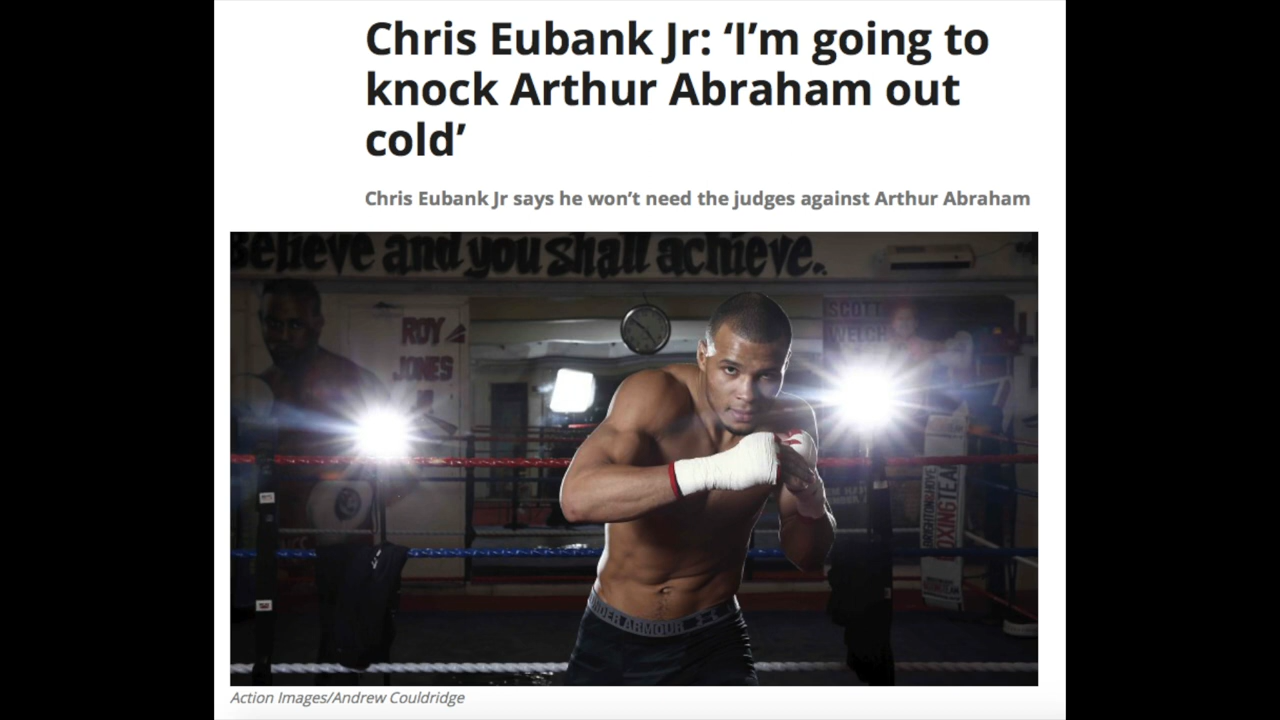 Chris Eubank Jr: ‘I’m going to
knock Arthur Abraham out
cold’
Chris Eubank Jr says he won’t need the judges against Arthur Abraham
Believe and you shall achieve.
ROY
JONES
SCOTT
WELCH
UNDER ARMOUR
Action Images/Andrew Couldridge